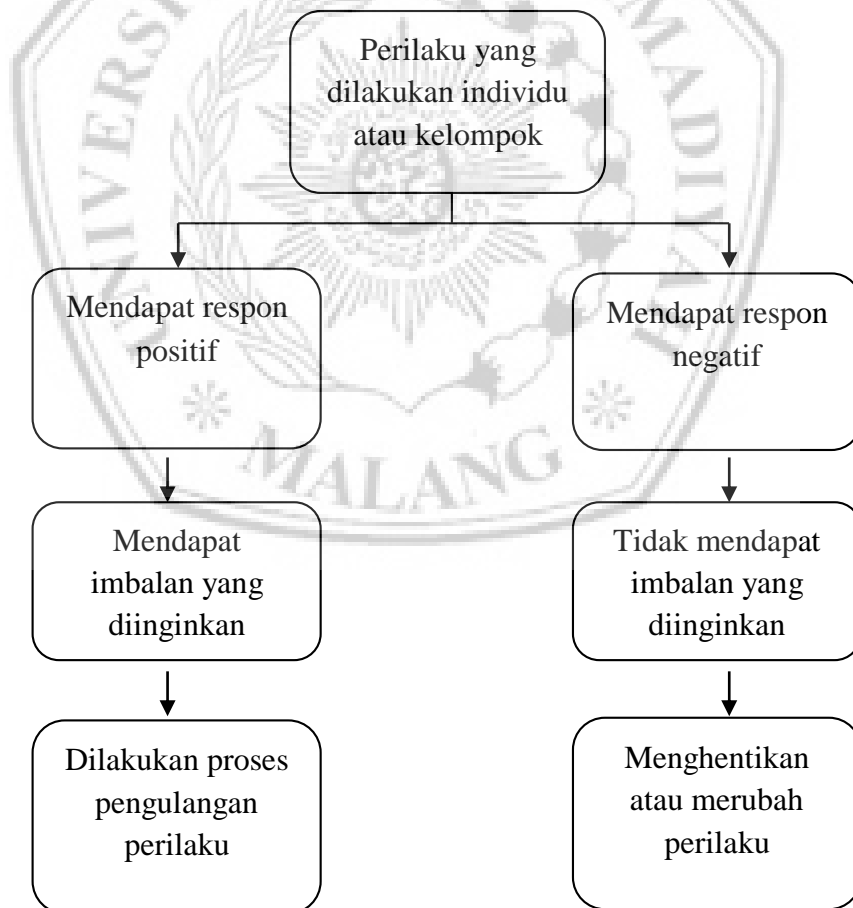 Perilaku yang
dilakukan individu
atau kelompok
Mendapat respon
positif
Mendapat respon
negatif
Mendapat
imbalan yang
diinginkan
Tidak mendapat
imbalan yang
diinginkan
Dilakukan proses
pengulangan
perilaku
Menghentikan
atau merubah
perilaku
MALANG